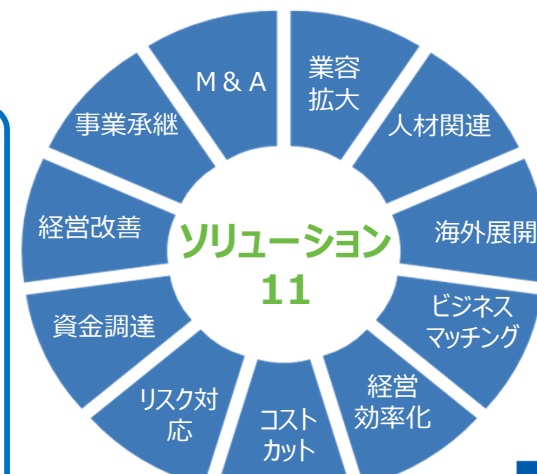 ソリューション
11
業容
拡大
人材関連
海外展開
ビジネス
マッチング
経営
効率化
コスト
カット
リスク対
応
資金調達
経営改善
事業承継
M & A